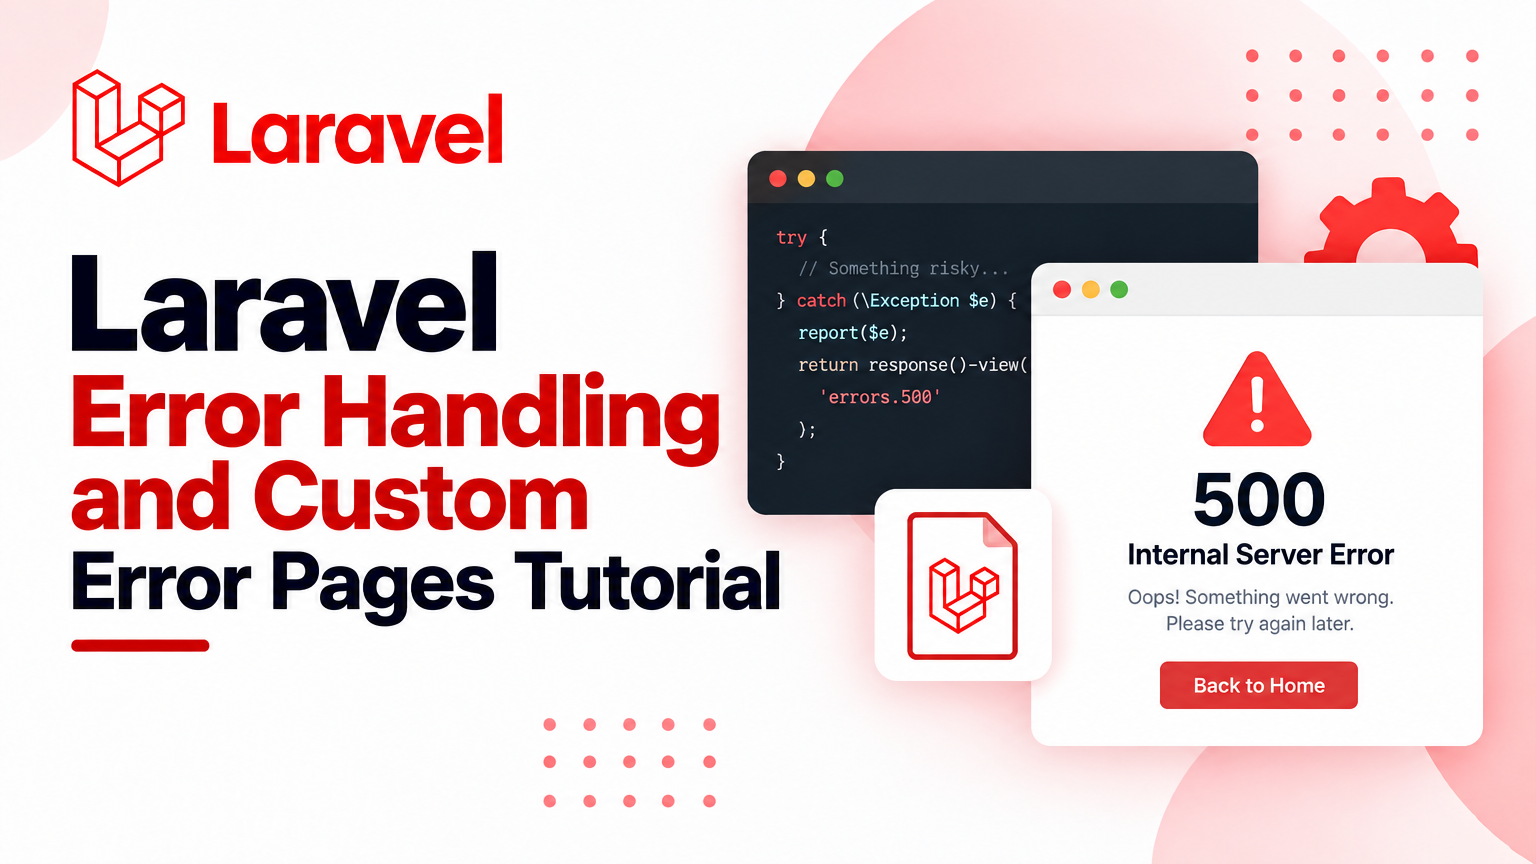 Laravel
Laravel
Error Handling
and Custom
Error Pages Tutorial
try {
// Something risky...
} catch (\Exception $e) {
report($e);
return response()-view(
'errors.500'
);
}
500
Internal Server Error
Oops! Something went wrong.
Please try again later.
Back to Home